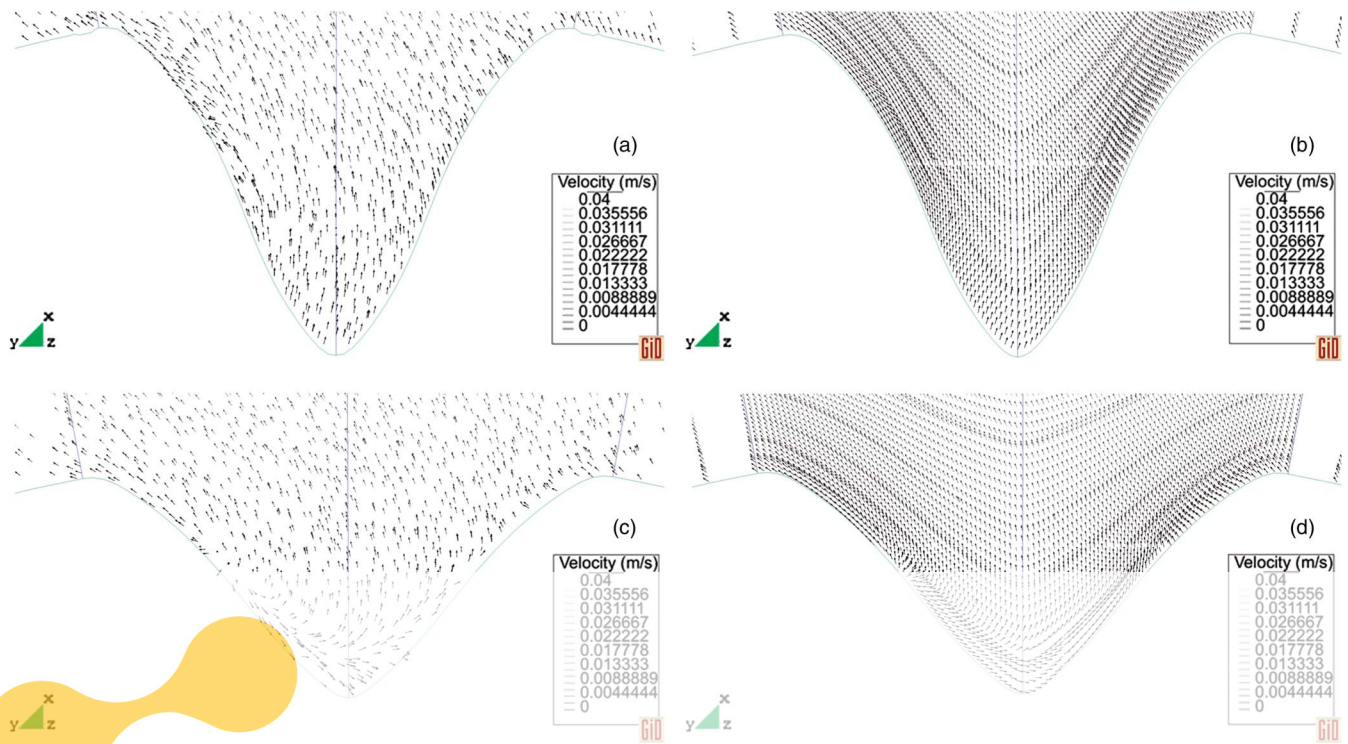 (a)
Velocity (m/s)
0.04
0.035556
0.031111
0.026667
0.022222
0.017778
0.013333
0.0088889
0.0044444
0
x
y z
GiD
(b)
Velocity (m/s)
0.04
0.035556
0.031111
0.026667
0.022222
0.017778
0.013333
0.0088889
0.0044444
0
x
y z
GiD
(c)
Velocity (m/s)
0.04
0.035556
0.031111
0.026667
0.022222
0.017778
0.013333
0.0088889
0.0044444
0
x
y z
GiD
(d)
Velocity (m/s)
0.04
0.035556
0.031111
0.026667
0.022222
0.017778
0.013333
0.0088889
0.0044444
0
x
y z
GiD